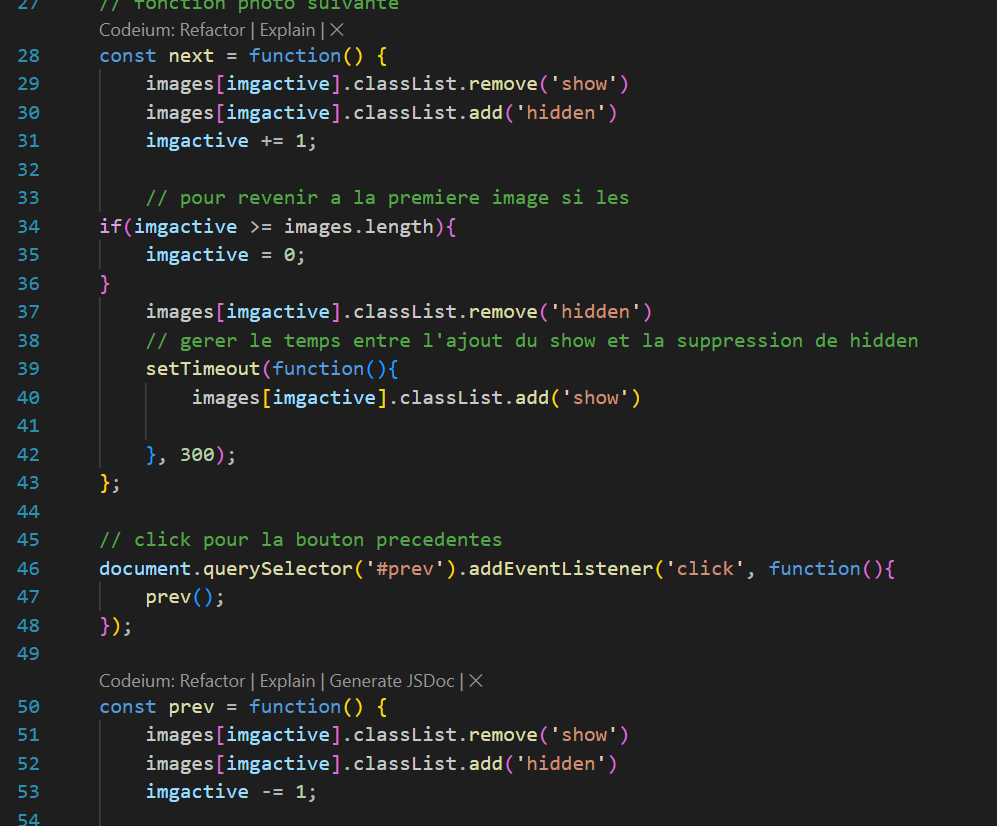 27 // fonction photo suivante
Codeium: Refactor | Explain | ×
28 const next = function() {
29 images[imgactive].classList.remove('show')
30 images[imgactive].classList.add('hidden')
31 imgactive += 1;
32
33 // pour revenir a la premiere image si les
34 if(imgactive >= images.length){
35 imgactive = 0;
36 }
37 images[imgactive].classList.remove('hidden')
38 // gerer le temps entre l'ajout du show et la suppression de hidden
39 setTimeout(function(){
40 images[imgactive].classList.add('show')
41
42 }, 300);
43 };
44
45 // click pour la bouton precedentes
46 document.querySelector('#prev').addEventListener('click', function(){
47 prev();
48 });
49
Codeium: Refactor | Explain | Generate JSDoc | ×
50 const prev = function() {
51 images[imgactive].classList.remove('show')
52 images[imgactive].classList.add('hidden')
53 imgactive -= 1;
54